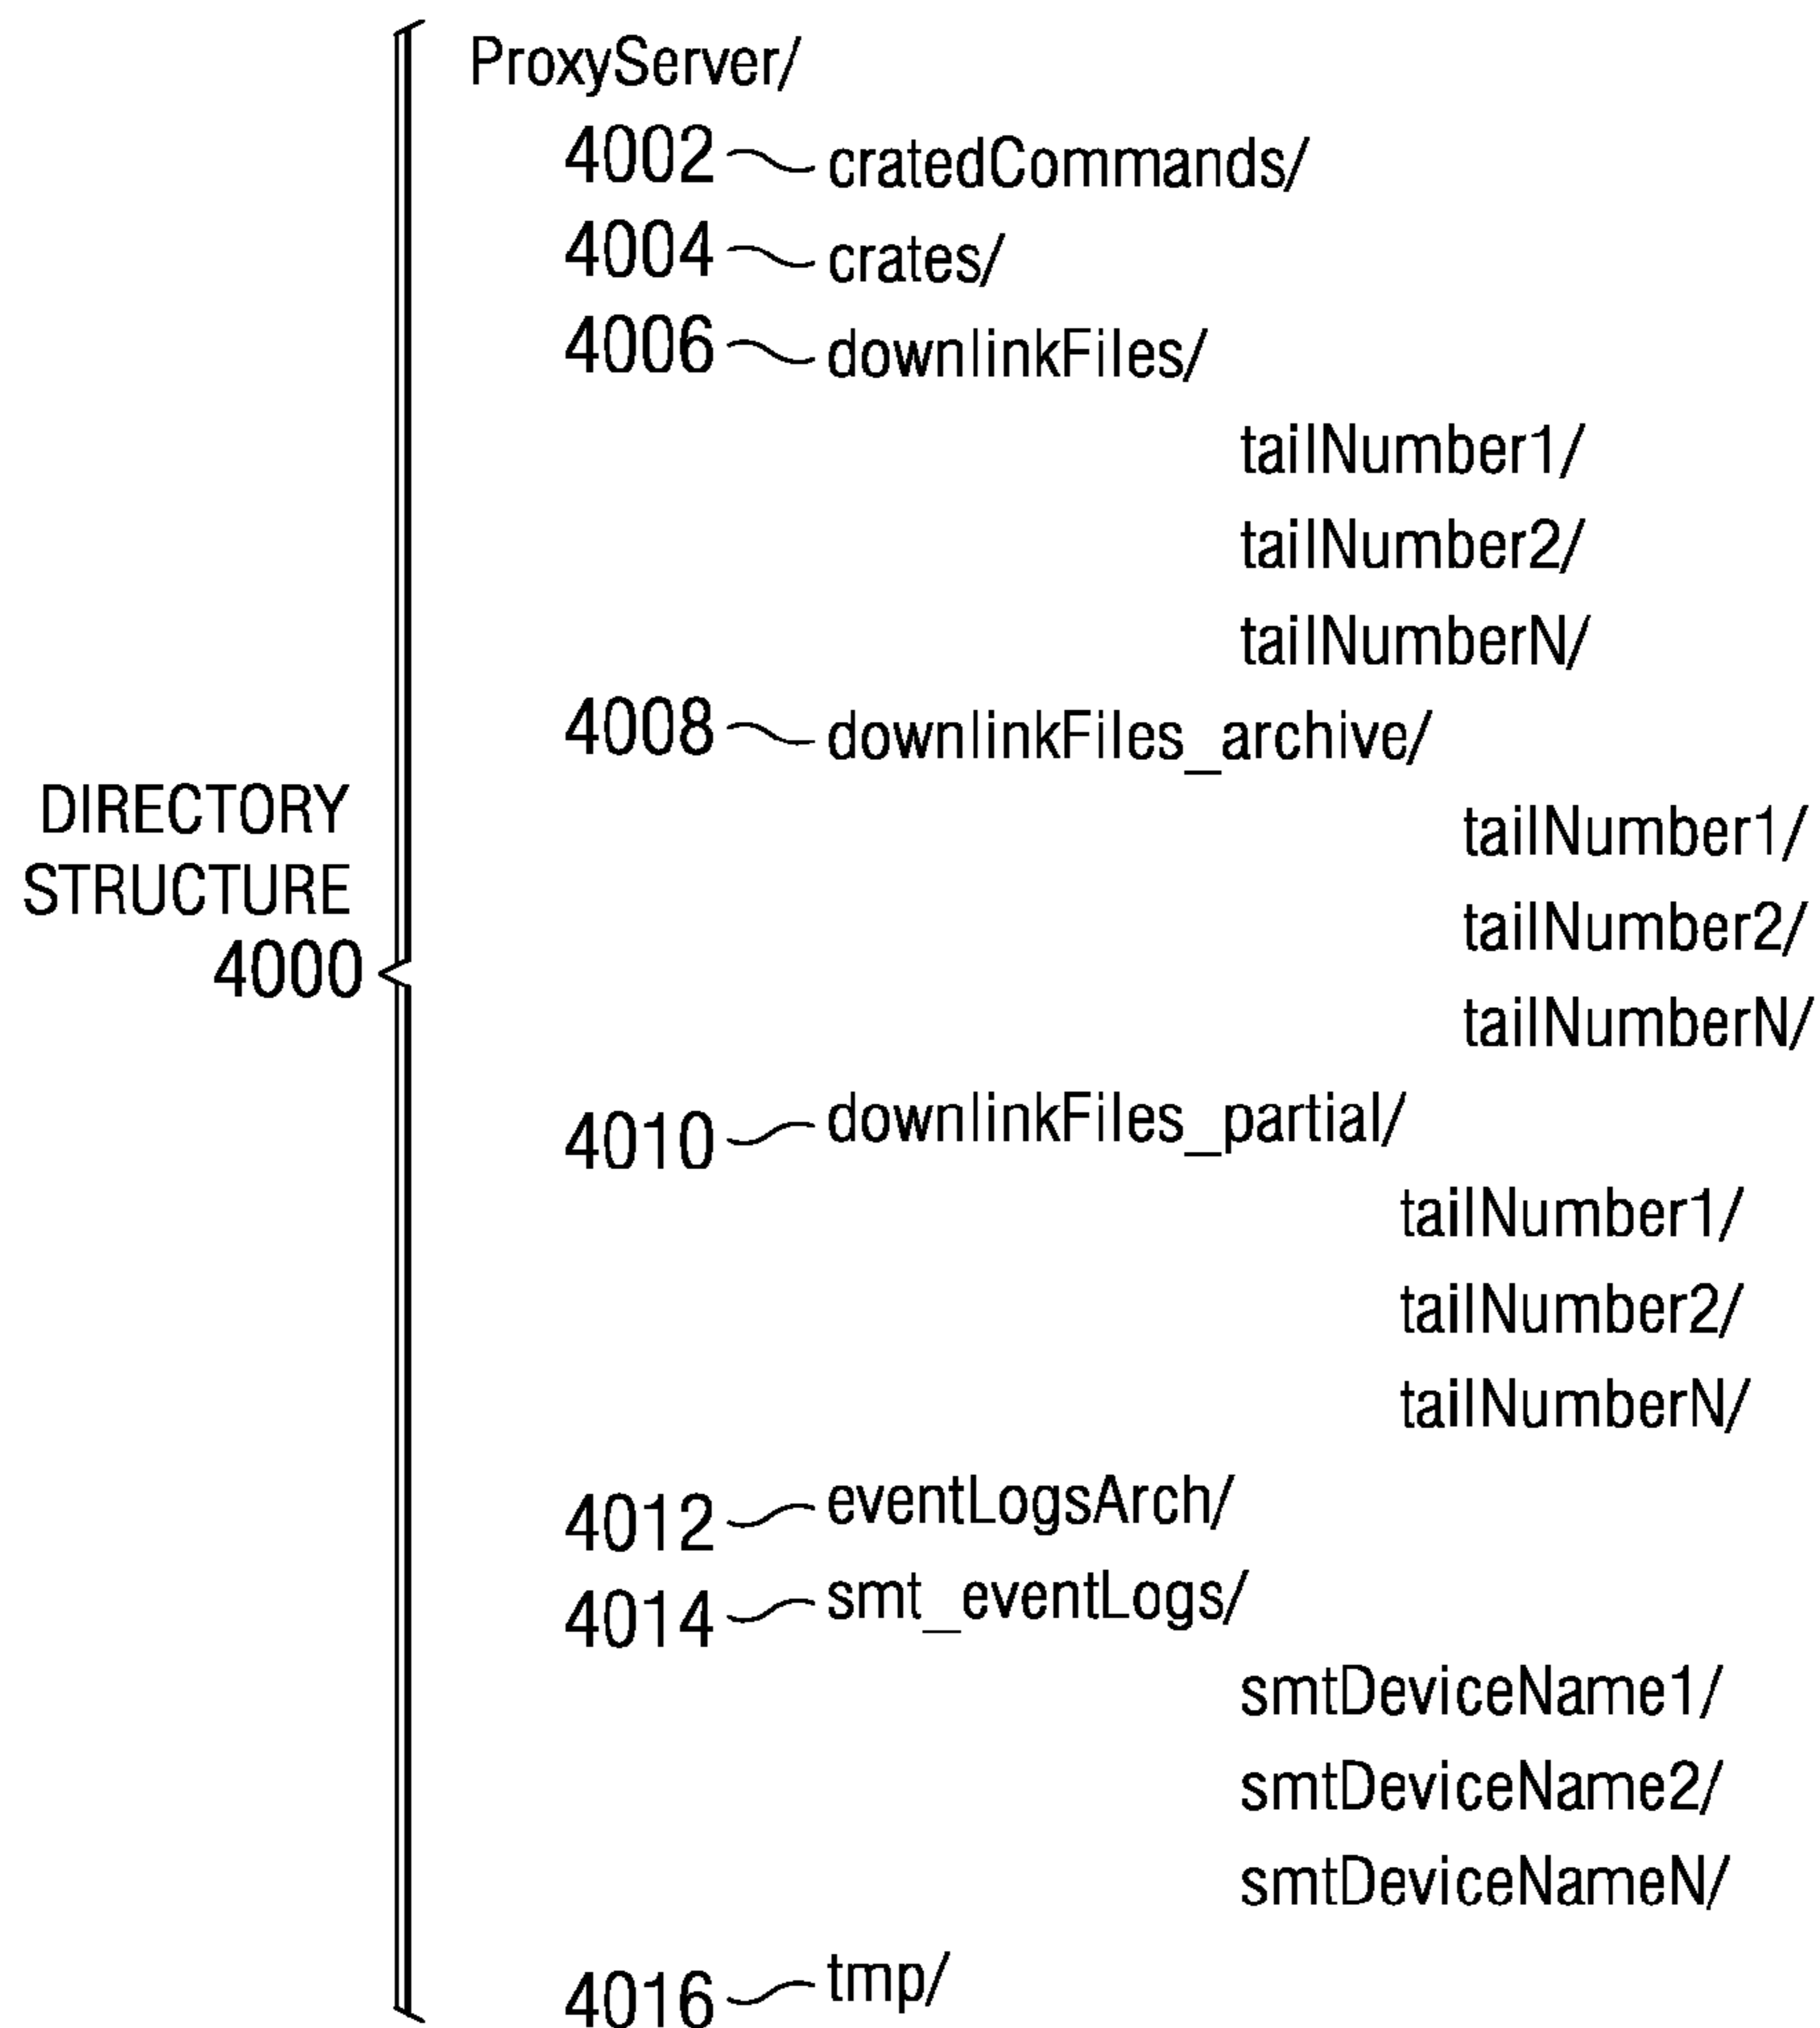 ProxyServer/
4002 cratedCommands/
4004 crates/
4006 downlinkFiles/
tailNumber1/
tailNumber2/
tailNumberN/
4008 downlinkFiles_archive/
DIRECTORY
STRUCTURE
4000
tailNumber1/
tailNumber2/
tailNumberN/
4010 downlinkFiles_partial/
tailNumber1/
tailNumber2/
tailNumberN/
4012 eventLogsArch/
4014 smt_eventLogs/
smtDeviceName1/
smtDeviceName2/
smtDeviceNameN/
4016 tmp/